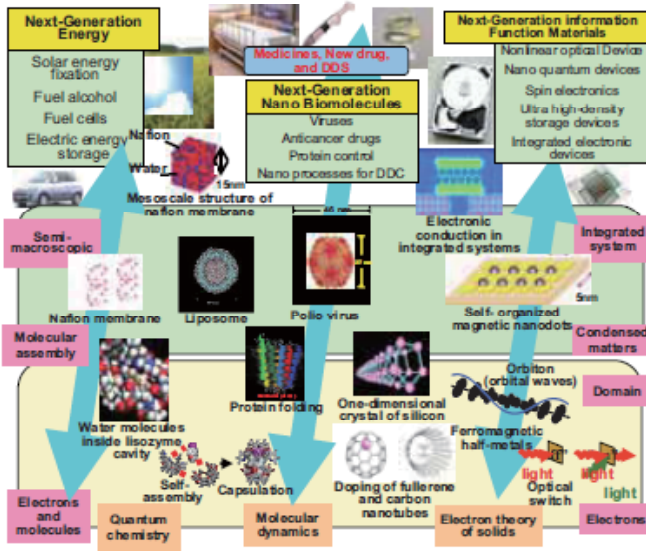 Next-Generation
Energy
Solar energy
fixation
Fuel alcohol
Fuel cells
Electric energy
storage
Medicines, New drug,
and DDS
Next-Generation
Nano Biomolecules
Viruses
Anticancer drugs
Protein control
Nano processes for DDC
Next-Generation information
Function Materials
Nonlinear optical Device
Nano quantum devices
Spin electronics
Ultra high-density
storage devices
Integrated electronic
devices
Nafion
Water
15nm
Mesoscale structure of
nafion membrane
Electronic
conduction in
integrated systems
Semi-
macroscopic
Integrated
system
Nafion membrane
Liposome
Polio virus
5nm
Self- organized
magnetic nanodots
Molecular
assembly
Condensed
matters
Water molecules
inside lisozyme
cavity
Protein folding
One-dimensional
crystal of silicon
Orbiton
(orbital waves)
Ferromagnetic
half-metals
Domain
Self-
assembly
Capsulation
Doping of fullerene
and carbon
nanotubes
light
Optical
switch
light
Electrons and
molecules
Quantum
chemistry
Molecular
dynamics
Electron theory
of solids
Electrons